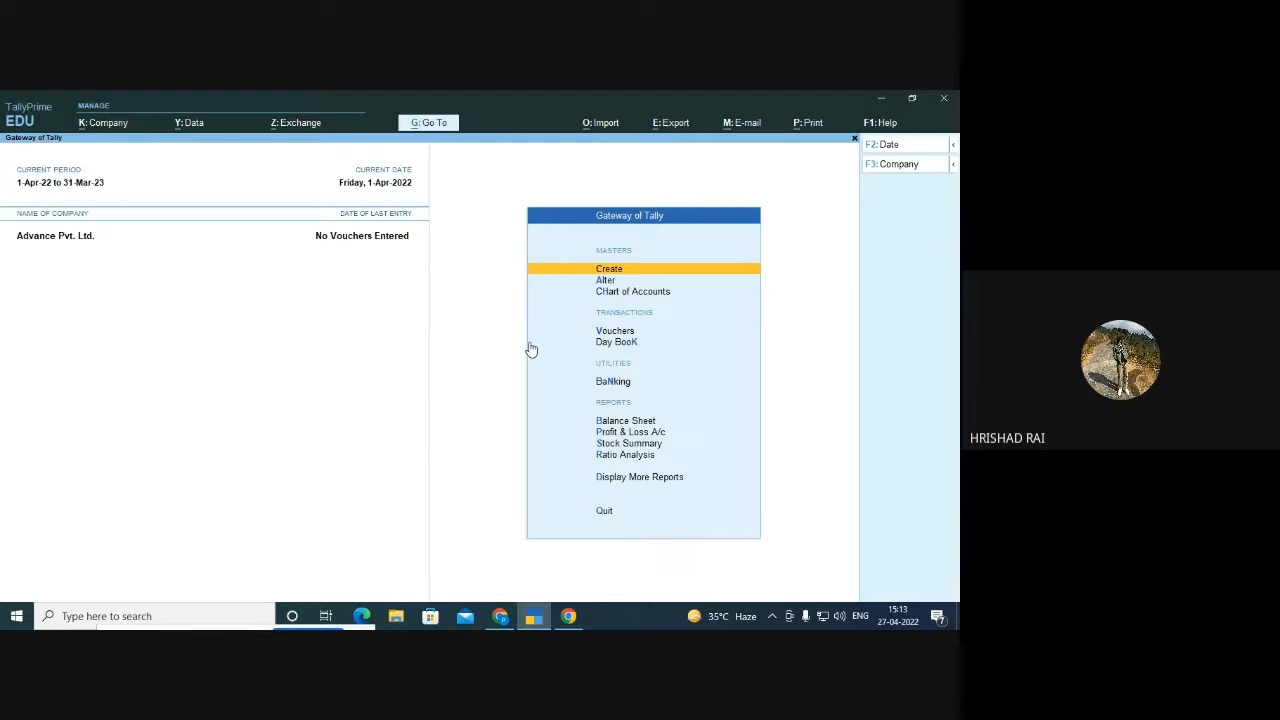 TallyPrime
EDU
MANAGE
K: Company
Y: Data
Z: Exchange
G: Go To
O: Import
E: Export
M: E-mail
P: Print
F1: Help
Gateway of Tally
F2: Date
F3: Company
CURRENT PERIOD
CURRENT DATE
1-Apr-22 to 31-Mar-23
Friday, 1-Apr-2022
NAME OF COMPANY
DATE OF LAST ENTRY
Advance Pvt. Ltd.
No Vouchers Entered
Gateway of Tally
MASTERS
Create
Alter
CHart of Accounts
TRANSACTIONS
Vouchers
Day BooK
UTILITIES
BaNking
REPORTS
Balance Sheet
Profit & Loss A/c
Stock Summary
Ratio Analysis
Display More Reports
Quit
HRISHAD RAI
Type here to search
35°C Haze
ENG
15:13
27-04-2022
7